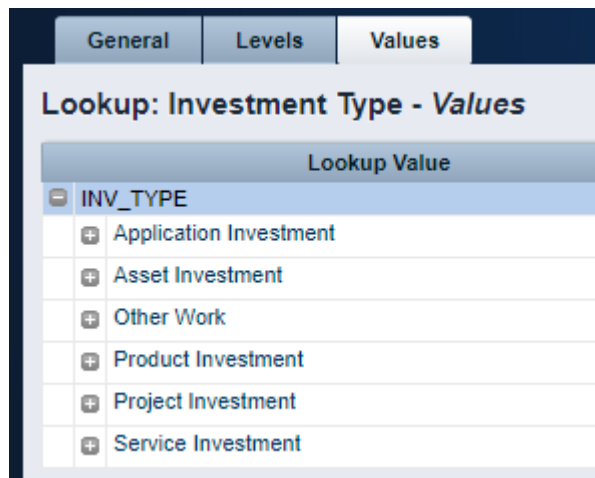 General Levels Values
Lookup: Investment Type - Values
Lookup Value
INV_TYPE
Application Investment
Asset Investment
Other Work
Product Investment
Project Investment
Service Investment